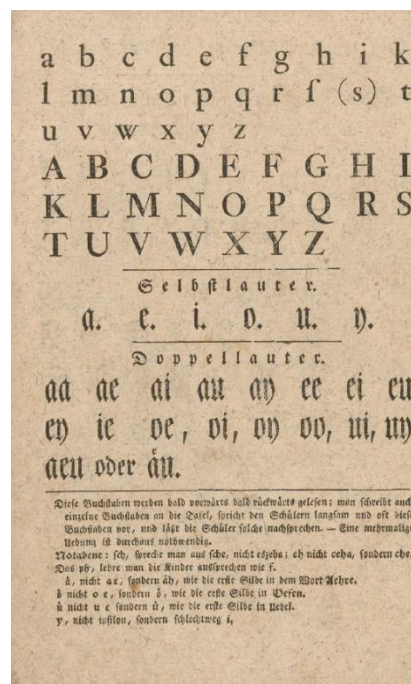 a b c d e f g h i k
l m n o p q r ſ (s) t
u v w x y z
A B C D E F G H I
K L M N O P Q R S
T U V W X Y Z
Selbſtlauter.
a. e. i. o. u. y.
Doppellauter.
aa ae ai au ay ee ei eu
ey ie oe, oi, oy oo, ui, uy
aeu oder äu.
Dieſe Buchſtaben werden bald vorwärts bald rückwärts geleſen; man ſchreibt auch
einzelne Buchſtaben an die Tafel, ſpricht den Schülern langſam und oft dieſe
Buchſtaben vor, und läßt die Schüler ſolche nachſprechen. — Eine mehrmalige
Uebung iſt durchaus nothwendig.
Notabene: ſch, ſpreche man aus ſche, nicht eszeha; ch nicht ceha, ſondern che.
Das ph, lehre man die Kinder ausſprechen wie f.
ä, nicht ae, ſondern äh, wie die erſte Silbe in dem Wort Aehre.
ö nicht o e, ſondern ö, wie die erſte Silbe in Oefen.
ü nicht u e ſondern ü, wie die erſte Silbe in Uebel.
y, nicht ipſilon, ſondern ſchlechtweg i,